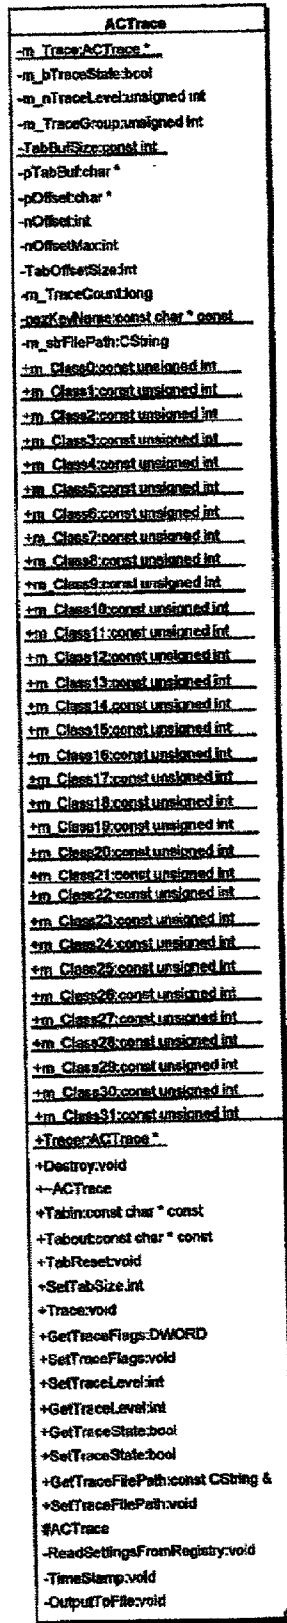 ACTrace
-m_Trace:ACTrace *
-m_bTraceState:bool
-m_nTraceLevel:unsigned int
-m_TraceGroup:unsigned int
-TabBufSize:const int
-pTabBuf:char *
-pOffset:char *
-nOffset:int
-nOffsetMax:int
-TabOffsetSize:int
-m_TraceCount:long
-pszKeyName:const char * const
-m_strFilePath:CString
+m_Class0:const unsigned int
+m_Class1:const unsigned int
+m_Class2:const unsigned int
+m_Class3:const unsigned int
+m_Class4:const unsigned int
+m_Class5:const unsigned int
+m_Class6:const unsigned int
+m_Class7:const unsigned int
+m_Class8:const unsigned int
+m_Class9:const unsigned int
+m_Class10:const unsigned int
+m_Class11:const unsigned int
+m_Class12:const unsigned int
+m_Class13:const unsigned int
+m_Class14:const unsigned int
+m_Class15:const unsigned int
+m_Class16:const unsigned int
+m_Class17:const unsigned int
+m_Class18:const unsigned int
+m_Class19:const unsigned int
+m_Class20:const unsigned int
+m_Class21:const unsigned int
+m_Class22:const unsigned int
+m_Class23:const unsigned int
+m_Class24:const unsigned int
+m_Class25:const unsigned int
+m_Class26:const unsigned int
+m_Class27:const unsigned int
+m_Class28:const unsigned int
+m_Class29:const unsigned int
+m_Class30:const unsigned int
+m_Class31:const unsigned int
+Tracer:ACTrace *
+Destroy:void
+~ACTrace
+TabIn:const char * const
+Tabout:const char * const
+TabReset:void
+SetTabSize:int
+Trace:void
+GetTraceFlags:DWORD
+SetTraceFlags:void
+SetTraceLevel:int
+GetTraceLevel:int
+GetTraceState:bool
+SetTraceState:bool
+GetTraceFilePath:const CString &
+SetTraceFilePath:void
#ACTrace
-ReadSettingsFromRegistry:void
-TimeStamp:void
-OutputToFile:void